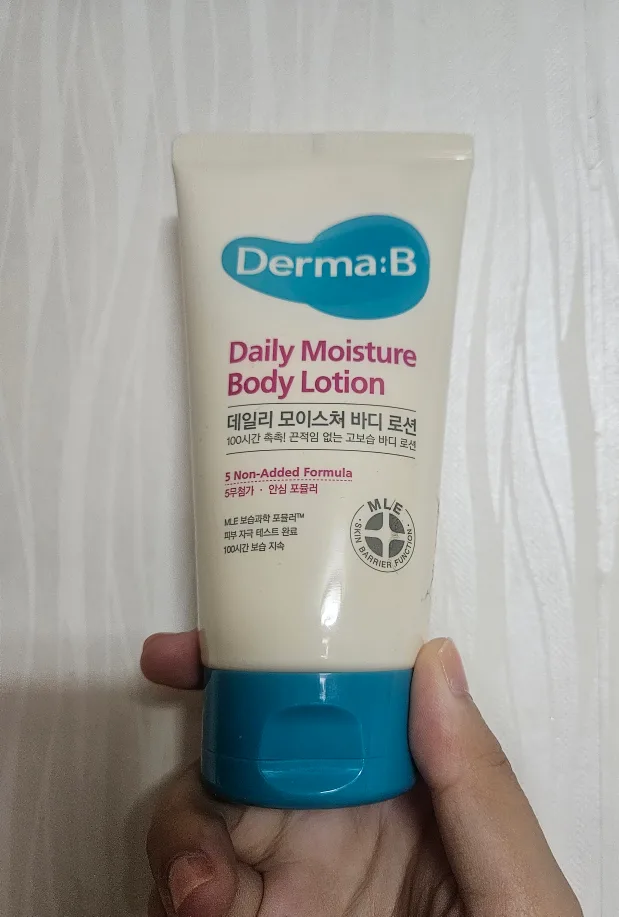 Derma:B
Daily Moisture
Body Lotion
데일리 모이스쳐 바디 로션
100시간 촉촉! 끈적임 없는 고보습 바디 로션
5 Non-Added Formula
5무첨가 · 안심 포뮬러
MLE 보습과학 포뮬러™
피부 자극 테스트 완료
100시간 보습 지속
MLE
· SKIN BARRIER FUNCTION ·